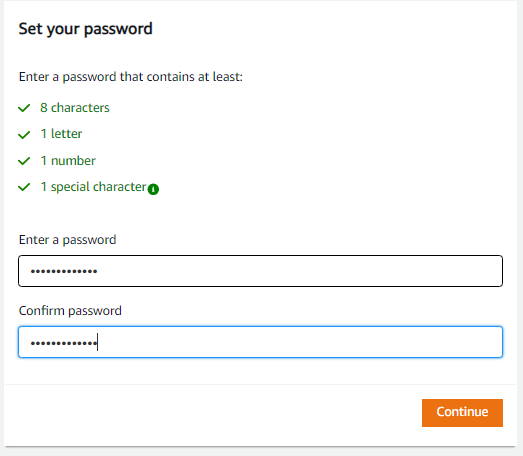 Set your password
Enter a password that contains at least:
8 characters
1 letter
1 number
1 special character
Enter a password
•••••••••••••
Confirm password
•••••••••••••
Continue